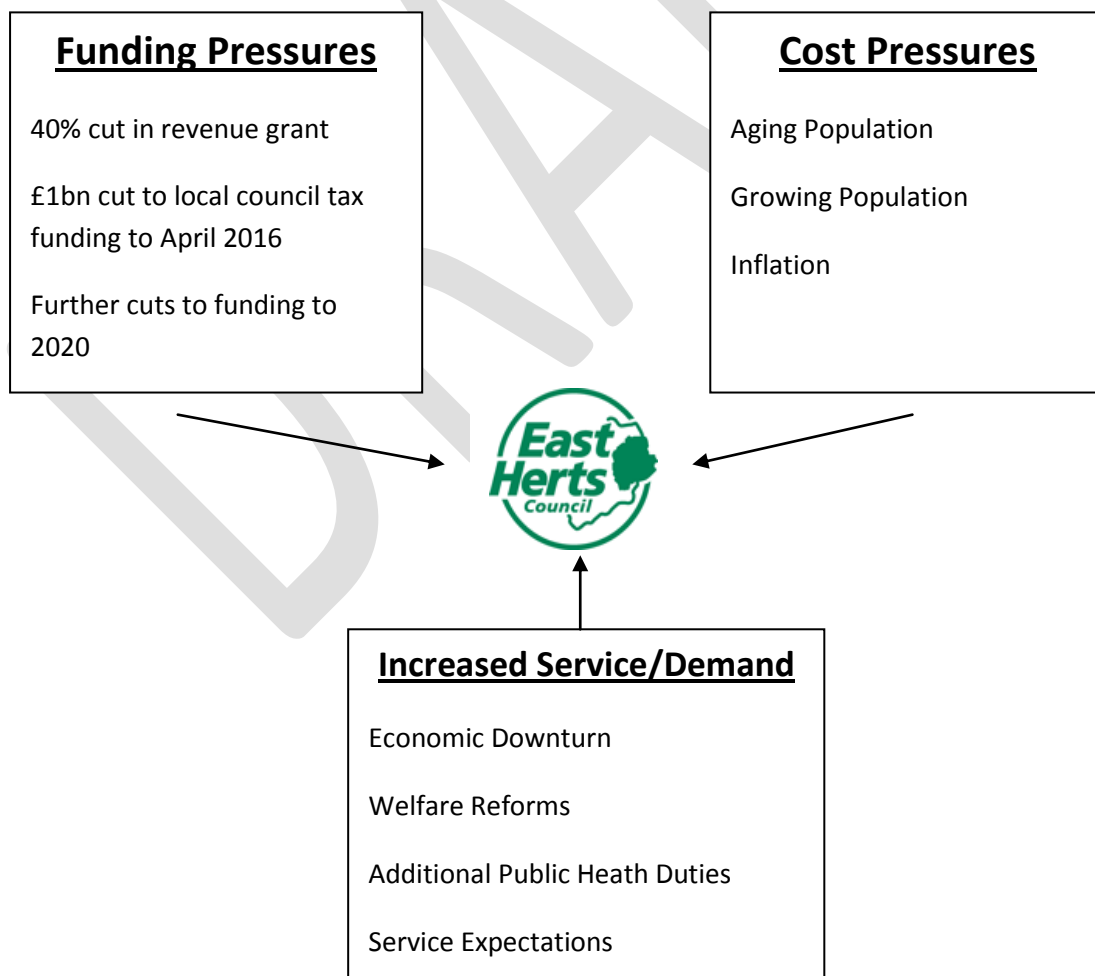 Funding Pressures
40% cut in revenue grant
£1bn cut to local council tax
funding to April 2016
Further cuts to funding to
2020
Cost Pressures
Aging Population
Growing Population
Inflation
East
Herts
Council
Increased Service/Demand
Economic Downturn
Welfare Reforms
Additional Public Heath Duties
Service Expectations